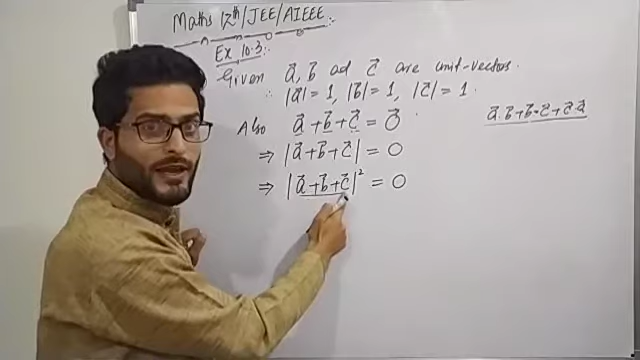 Maths 12th/JEE/AIEEE
Ex 10.3:
Given a⃗, b⃗ ad c⃗ are unit-vectors.
∴ |a⃗| = 1, |b⃗| = 1, |c⃗| = 1.
a⃗.b⃗+b⃗.c⃗+c⃗.a⃗
Also a⃗+b⃗+c⃗ = 0⃗
⇒ |a⃗+b⃗+c⃗| = 0
⇒ |a⃗+b⃗+c⃗|² = 0